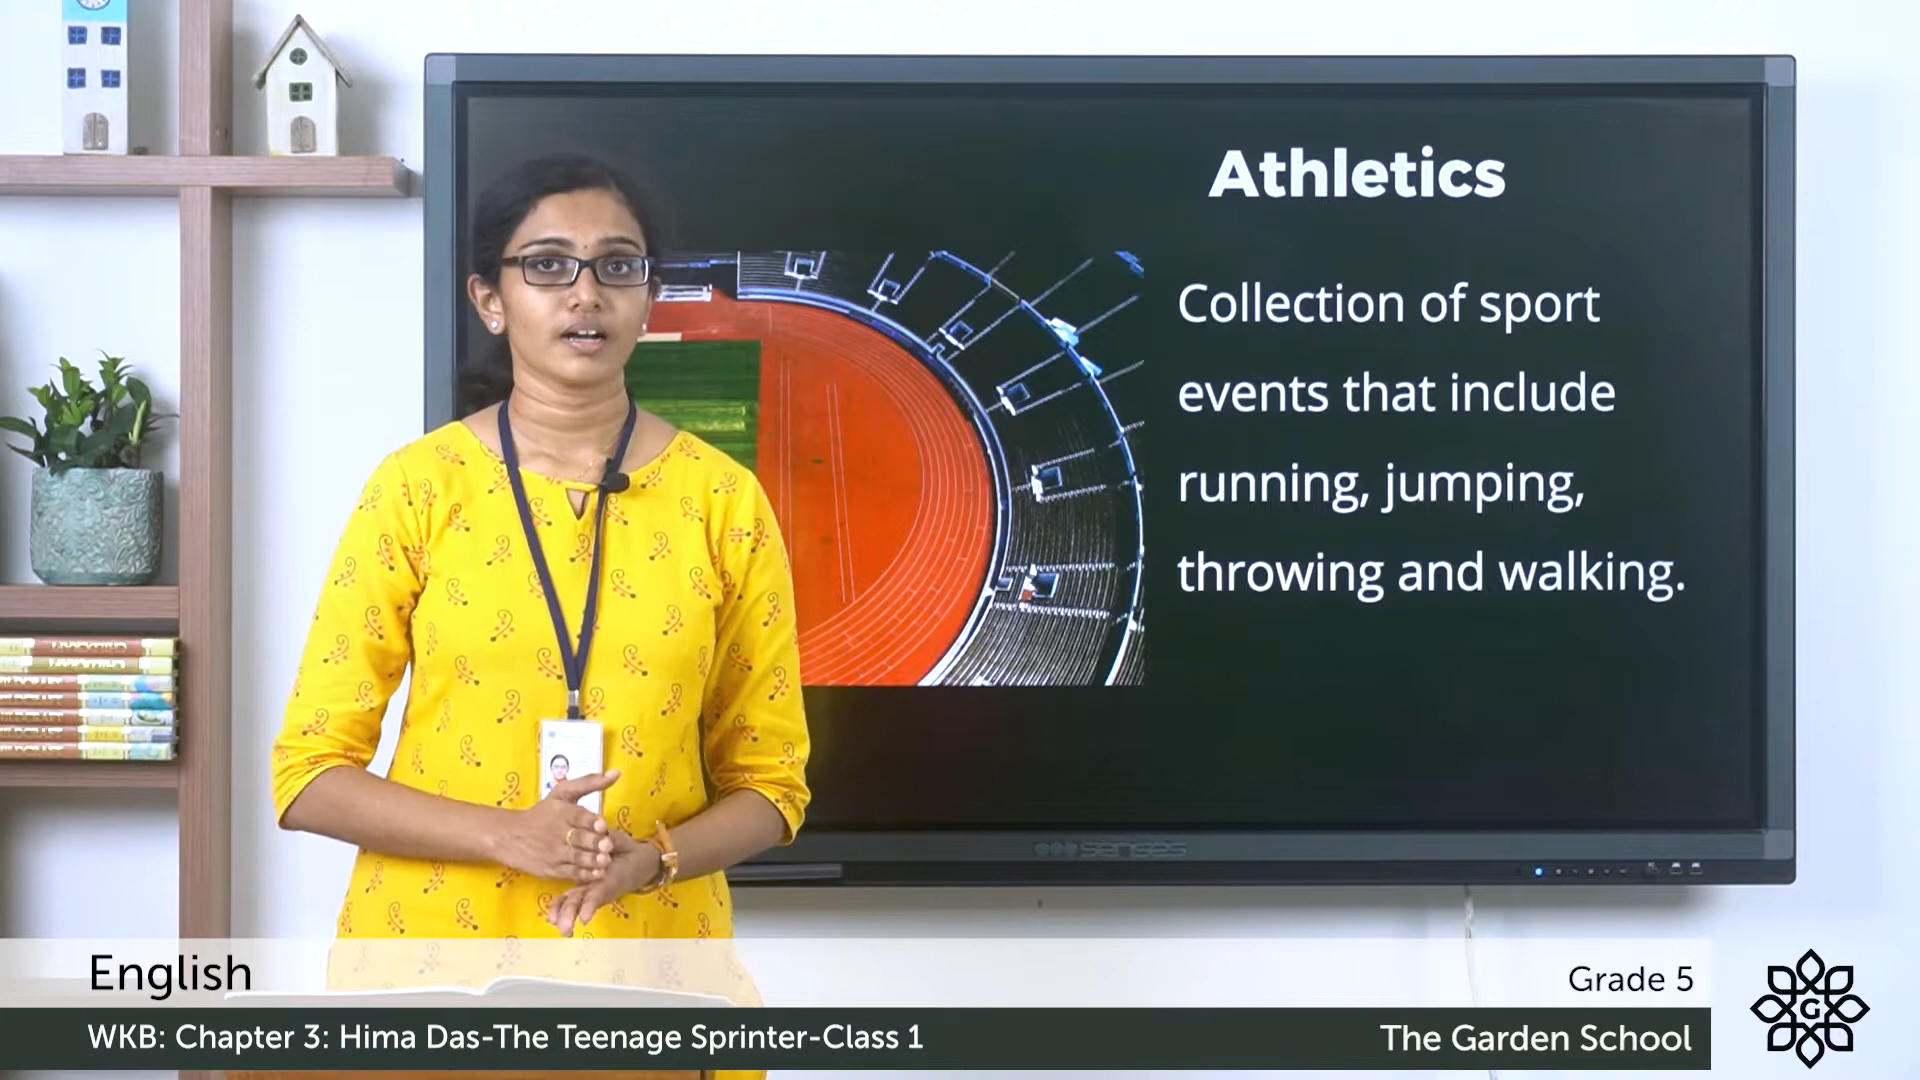 Athletics
Collection of sport
events that include
running, jumping,
throwing and walking.
senses
English
Grade 5
WKB: Chapter 3: Hima Das-The Teenage Sprinter-Class 1
The Garden School
G